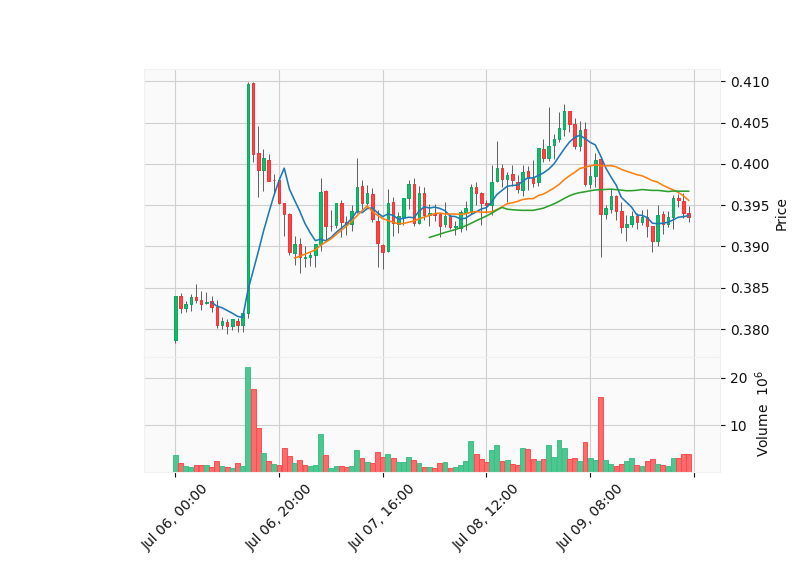 0.410
0.405
0.400
0.395
0.390
0.385
0.380
Price
20
10
Volume 10^6
Jul 06, 00:00
Jul 06, 20:00
Jul 07, 16:00
Jul 08, 12:00
Jul 09, 08:00